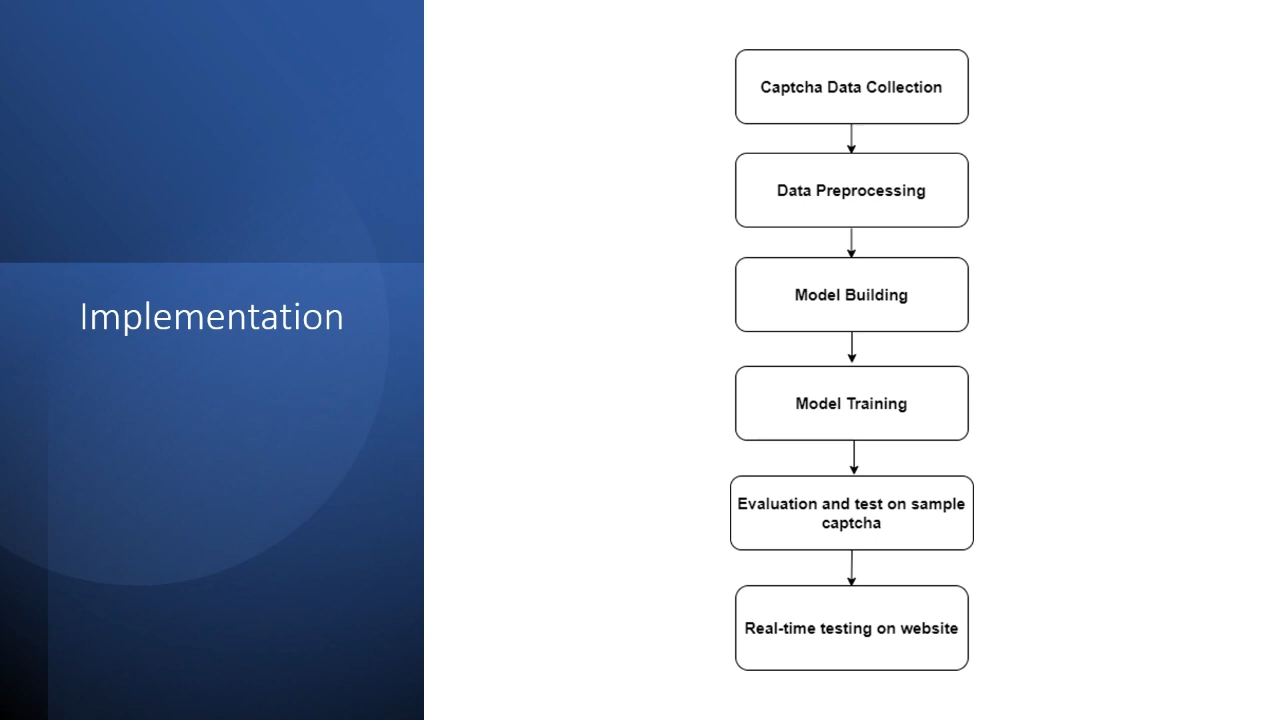 Implementation
Captcha Data Collection
Data Preprocessing
Model Building
Model Training
Evaluation and test on sample
captcha
Real-time testing on website